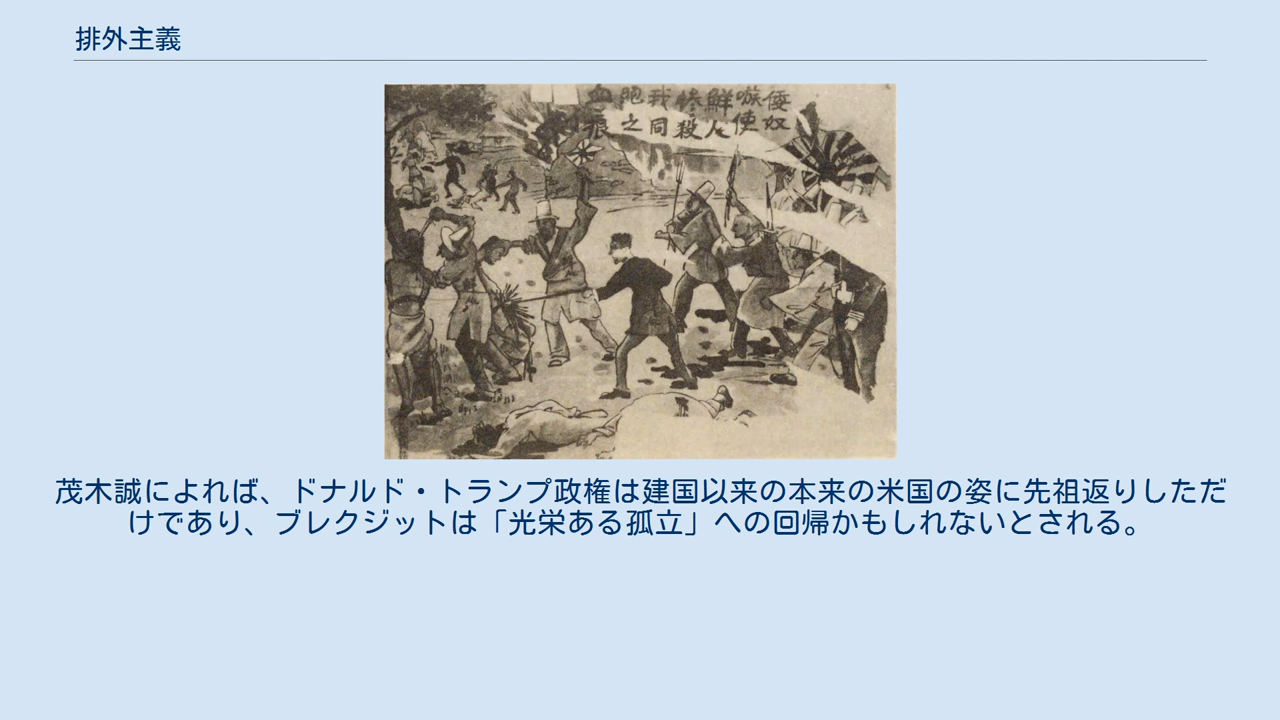 排外主義
倭奴
嗾使
鮮人
惨殺
我同
胞之
血痕
茂木誠によれば、ドナルド・トランプ政権は建国以来の本来の米国の姿に先祖返りしただ
けであり、ブレクジットは「光栄ある孤立」への回帰かもしれないとされる。